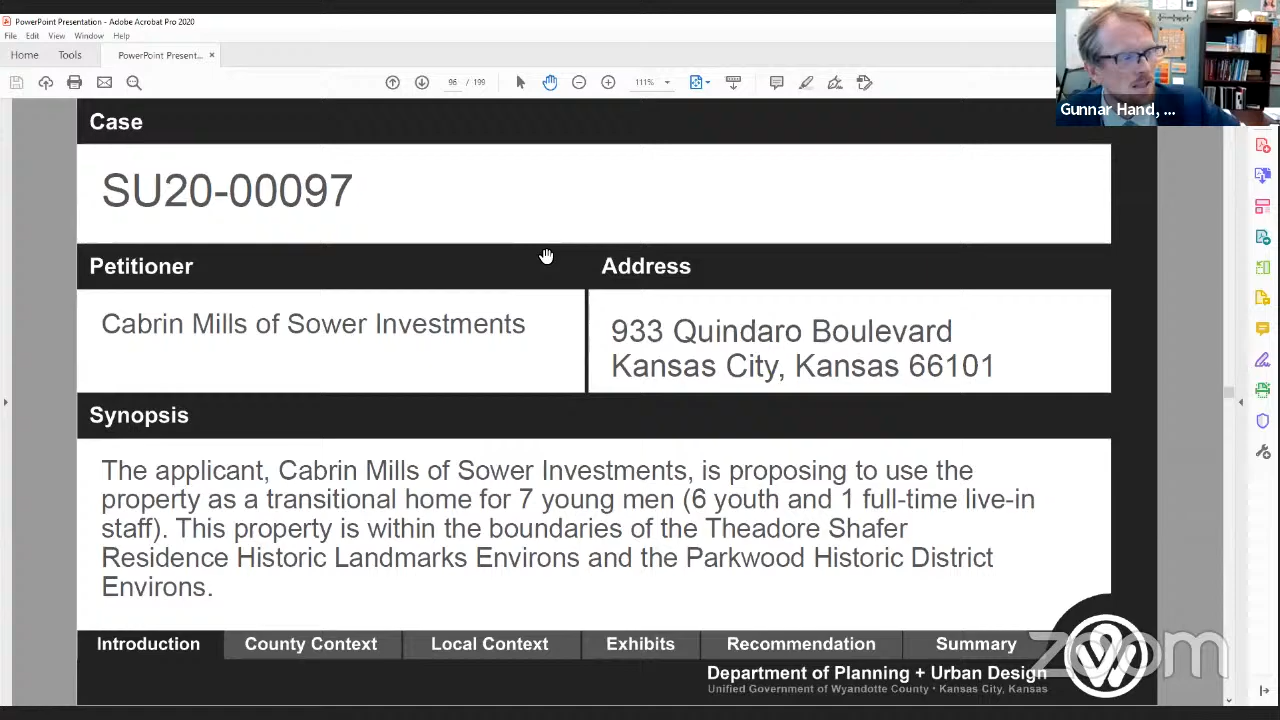 PowerPoint Presentation - Adobe Acrobat Pro 2020
File Edit View Window Help
Home Tools PowerPoint Present... ×
96 / 199 111%
Gunnar Hand, ...
Case
SU20-00097
Petitioner Address
Cabrin Mills of Sower Investments
933 Quindaro Boulevard
Kansas City, Kansas 66101
Synopsis
The applicant, Cabrin Mills of Sower Investments, is proposing to use the
property as a transitional home for 7 young men (6 youth and 1 full-time live-in
staff). This property is within the boundaries of the Theadore Shafer
Residence Historic Landmarks Environs and the Parkwood Historic District
Environs.
Introduction County Context Local Context Exhibits Recommendation Summary
zoom
Department of Planning + Urban Design
Unified Government of Wyandotte County • Kansas City, Kansas